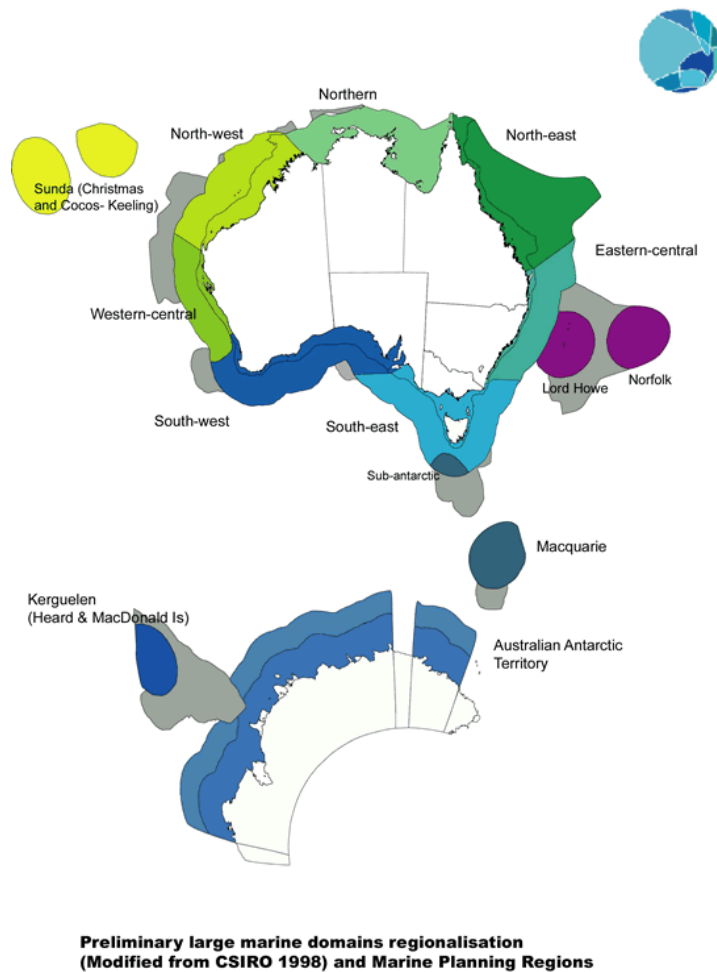 Northern
North-west
North-east
Sunda (Christmas
and Cocos- Keeling)
Eastern-central
Western-central
Lord Howe
Norfolk
South-west
South-east
Sub-antarctic
Macquarie
Kerguelen
(Heard & MacDonald Is)
Australian Antarctic
Territory
Preliminary large marine domains regionalisation
(Modified from CSIRO 1998) and Marine Planning Regions